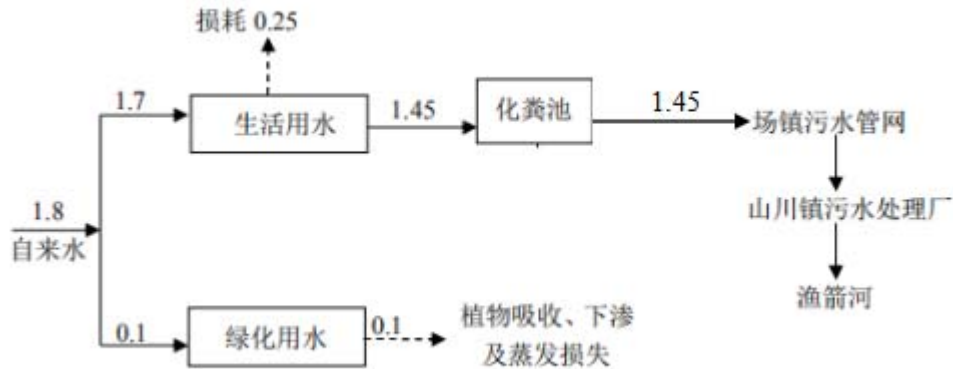 损耗 0.25
1.7
生活用水
1.45
化粪池
1.45
场镇污水管网
1.8
自来水
山川镇污水处理厂
渔箭河
0.1
绿化用水
0.1
植物吸收、下渗
及蒸发损失